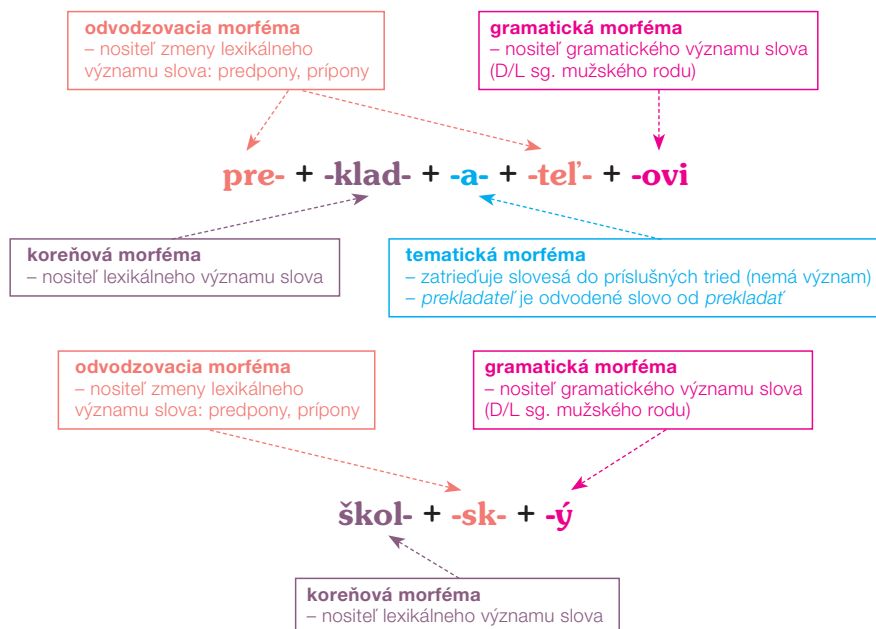 odvodzovacia morféma
– nositeľ zmeny lexikálneho
významu slova: predpony, prípony
gramatická morféma
– nositeľ gramatického významu slova
(D/L sg. mužského rodu)
pre- + -klad- + -a- + -teľ- + -ovi
koreňová morféma
– nositeľ lexikálneho významu slova
tematická morféma
– zatrieďuje slovesá do príslušných tried (nemá význam)
– prekladateľ je odvodené slovo od prekladať
odvodzovacia morféma
– nositeľ zmeny lexikálneho
významu slova: predpony, prípony
gramatická morféma
– nositeľ gramatického významu slova
(D/L sg. mužského rodu)
škol- + -sk- + -ý
koreňová morféma
– nositeľ lexikálneho významu slova